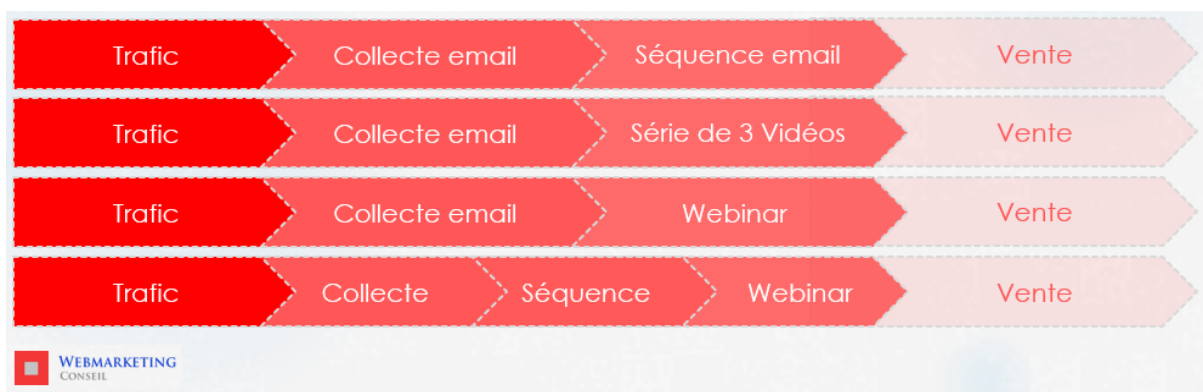 Trafic Collecte email Séquence email Vente
Trafic Collecte email Série de 3 Vidéos Vente
Trafic Collecte email Webinar Vente
Trafic Collecte Séquence Webinar Vente
WEBMARKETING
CONSEIL